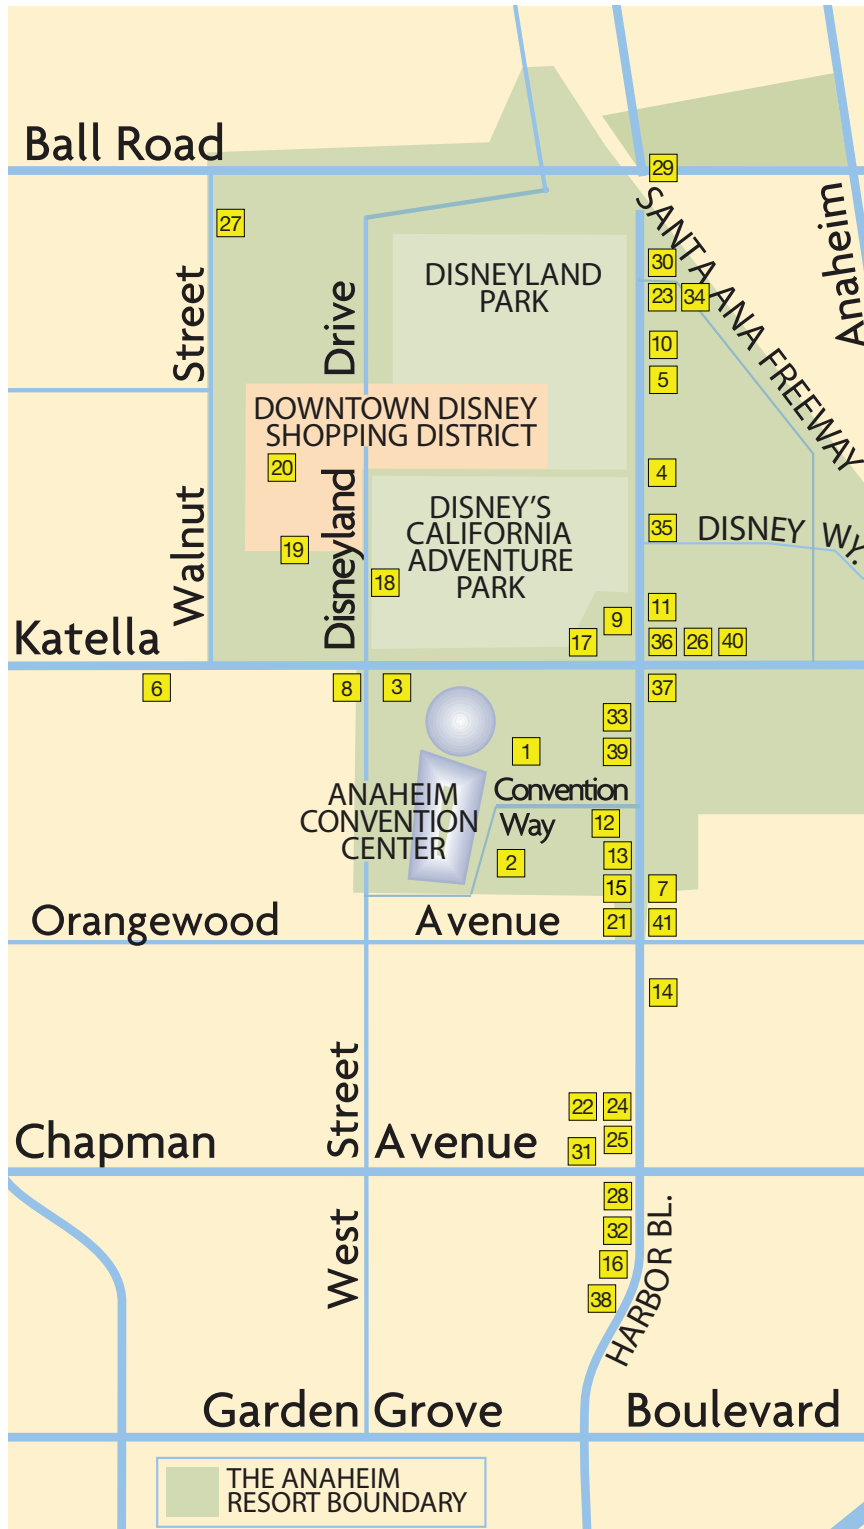 Ball Road
29
SANTA ANA FREEWAY
Anaheim
27
30
DISNEYLAND
PARK
23
34
Street
Drive
10
5
DOWNTOWN DISNEY
SHOPPING DISTRICT
20
4
Walnut
Disneyland
DISNEY'S
CALIFORNIA
ADVENTURE
PARK
35
DISNEY WY.
19
18
11
9
Katella
17
36
26
40
6
8
3
37
33
1
39
ANAHEIM
CONVENTION
CENTER
Convention
Way
12
2
13
15
7
Orangewood Avenue
21
41
14
Street
22
24
Chapman Avenue
25
31
28
West
32
HARBOR BL.
16
38
Garden Grove Boulevard
THE ANAHEIM
RESORT BOUNDARY